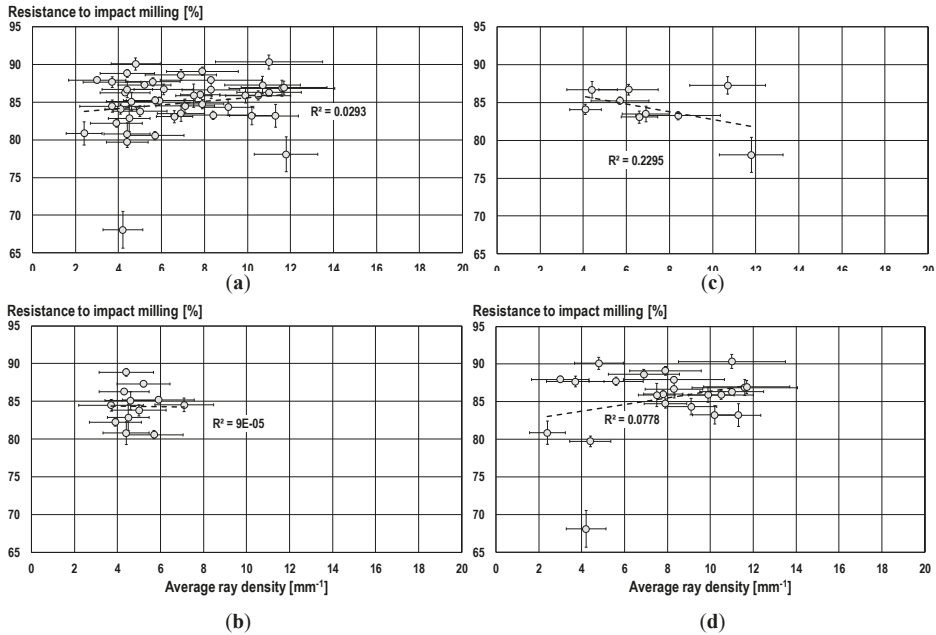 Resistance to impact milling [%]
95
90
85
80
75
70
65
R² = 0.0293
0 2 4 6 8 10 12 14 16 18 20
(a)
95
90
85
80
75
70
65
R² = 0.2295
0 2 4 6 8 10 12 14 16 18 20
(c)
Resistance to impact milling [%]
95
90
85
80
75
70
65
R² = 9E-05
0 2 4 6 8 10 12 14 16 18 20
Average ray density [mm⁻¹]
(b)
Resistance to impact milling [%]
95
90
85
80
75
70
65
R² = 0.0778
0 2 4 6 8 10 12 14 16 18 20
Average ray density [mm⁻¹]
(d)